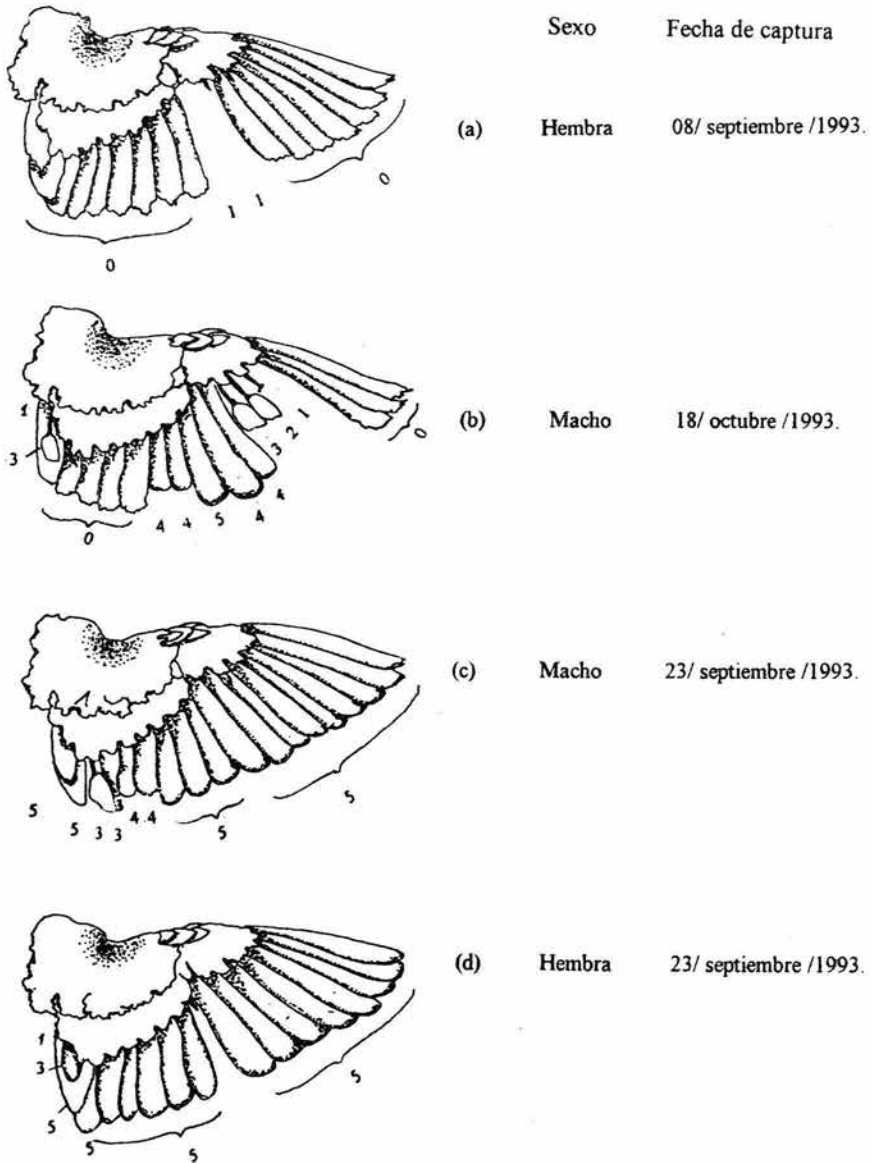 Sexo Fecha de captura
(a) Hembra 08/ septiembre /1993.
0
1 1
0
(b) Macho 18/ octubre /1993.
1
3
0
4 4 5 4 4
3 2 1
0
(c) Macho 23/ septiembre /1993.
5 5 3 3 4 4
5
5
(d) Hembra 23/ septiembre /1993.
1
3
5
5
5
5